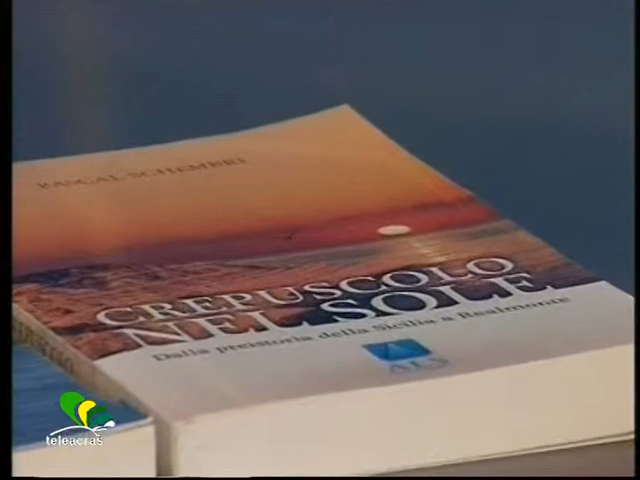 PASCAL SCHEMBRI
CREPUSCOLO
NEL SOLE
Dalla preistoria della Sicilia a Realmonte
teleacras